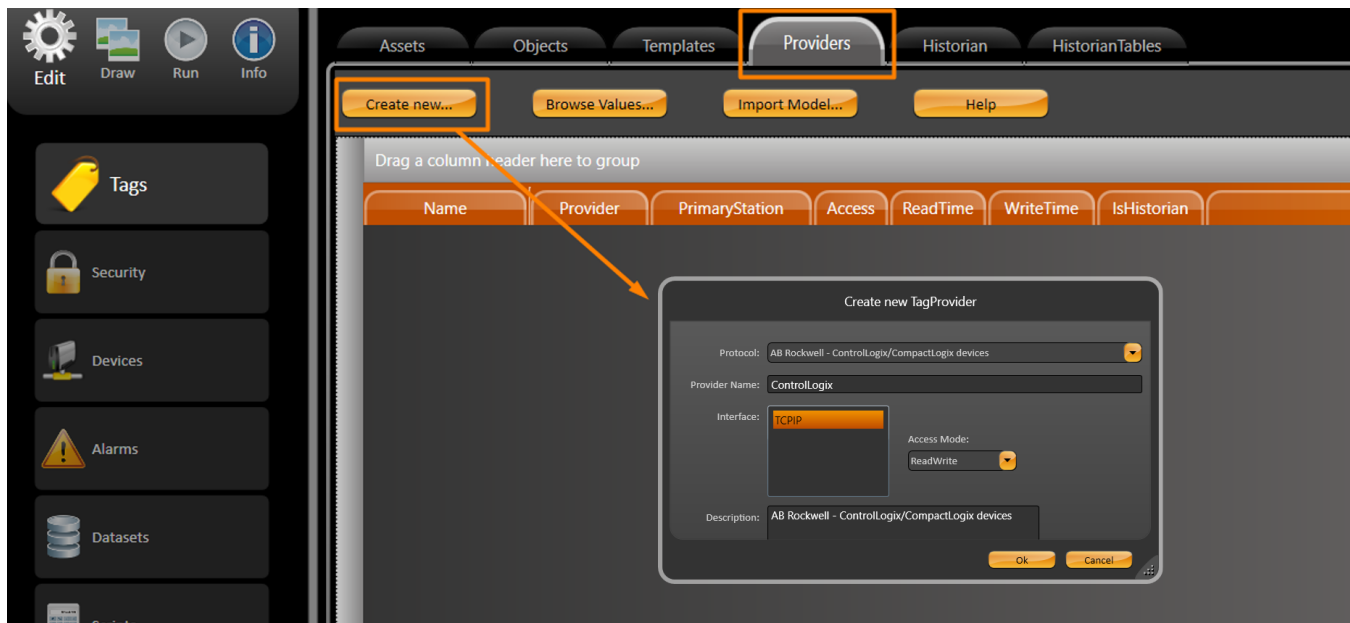 Edit Draw Run Info
Assets Objects Templates Providers Historian HistorianTables
Create new... Browse Values... Import Model... Help
Drag a column header here to group
Name Provider PrimaryStation Access ReadTime WriteTime IsHistorian
Tags
Security
Devices
Alarms
Datasets
Create new TagProvider
Protocol: AB Rockwell - ControlLogix/CompactLogix devices
Provider Name: ControlLogix
Interface: TCPIP
Access Mode:
ReadWrite
Description: AB Rockwell - ControlLogix/CompactLogix devices
Ok Cancel